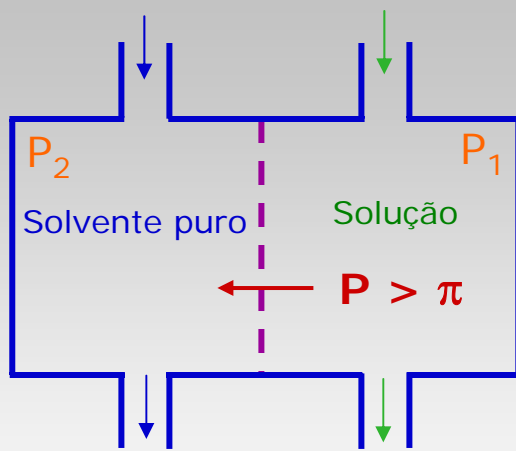 P₂
P₁
Solvente puro
Solução
P > π